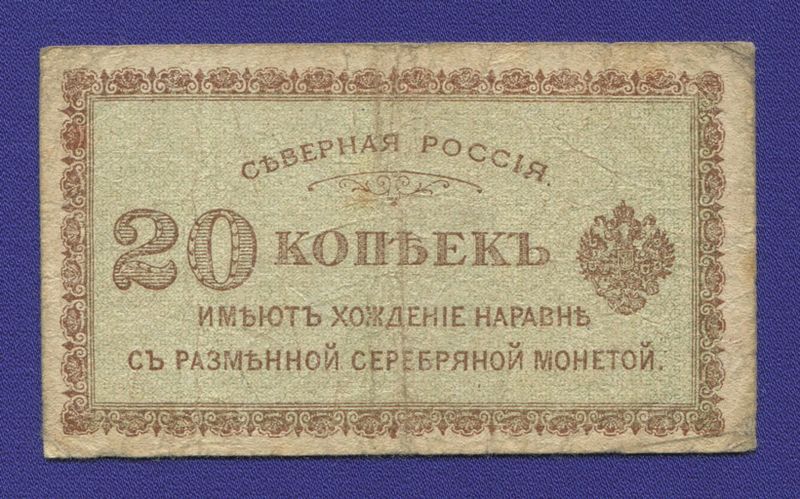 СѢВЕРНАЯ РОССІЯ.
20 КОПѢЕКЪ
ИМѢЮТЪ ХОЖДЕНІЕ НАРАВНѢ
СЪ РАЗМѢННОЙ СЕРЕБРЯНОЙ МОНЕТОЙ.